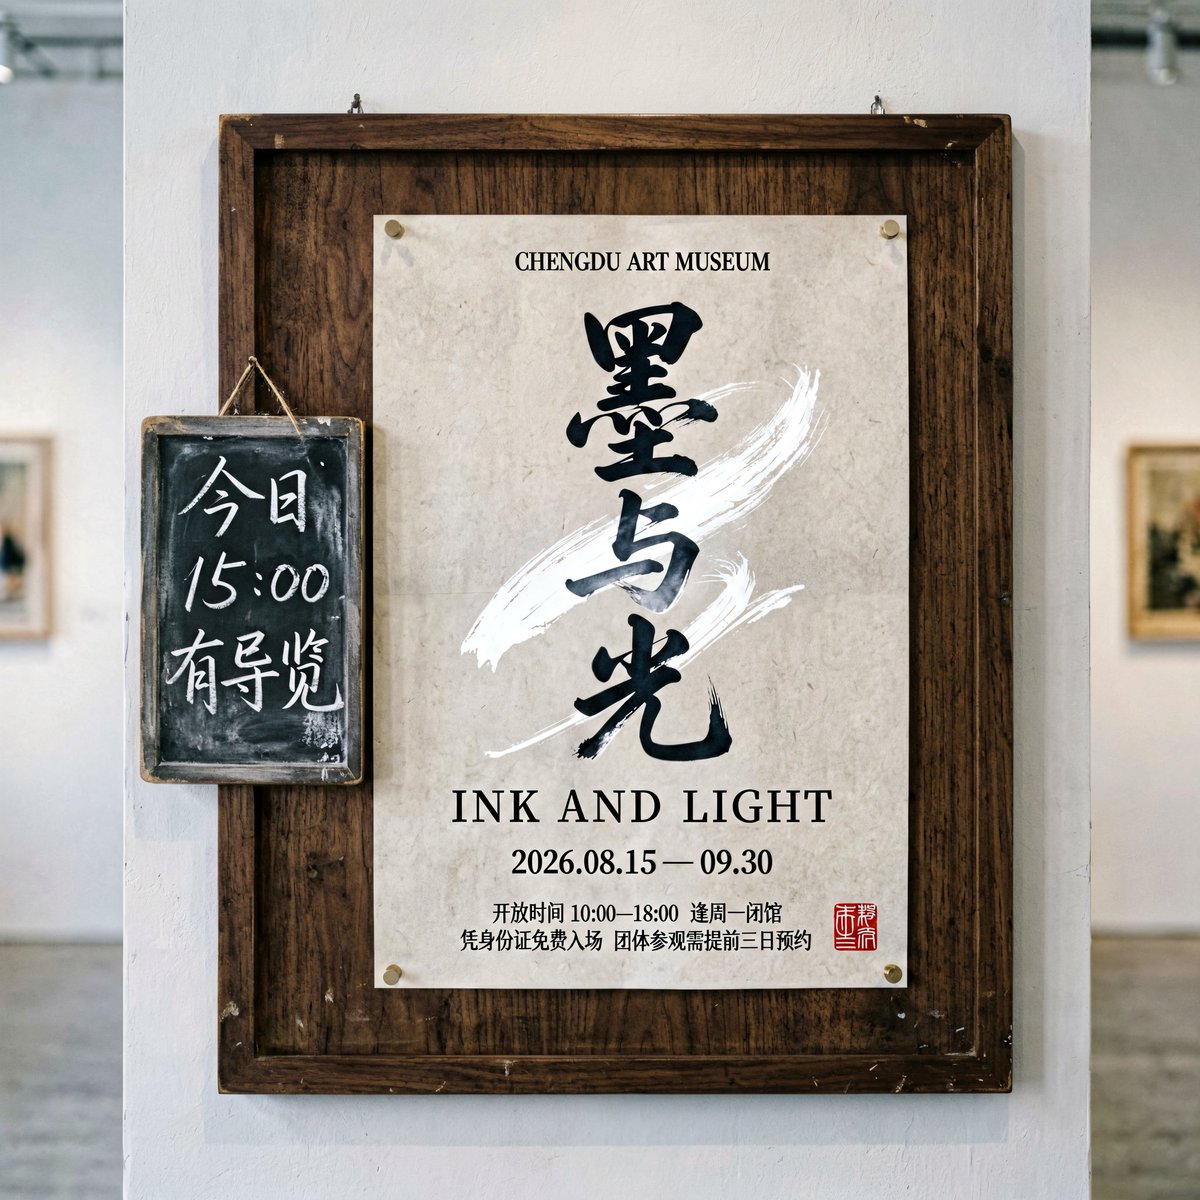 CHENGDU ART MUSEUM
墨与光
INK AND LIGHT
2026.08.15 — 09.30
开放时间 10:00—18:00 逢周一闭馆
凭身份证免费入场 团体参观需提前三日预约
今日
15:00
有导览